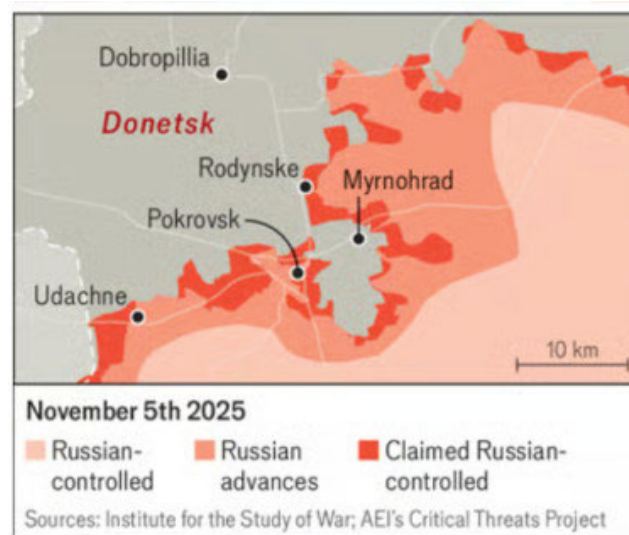 Dobropillia
Donetsk
Rodynske
Myrnohrad
Pokrovsk
Udachne
10 km
November 5th 2025
Russian-
controlled
Russian
advances
Claimed Russian-
controlled
Sources: Institute for the Study of War; AEI's Critical Threats Project